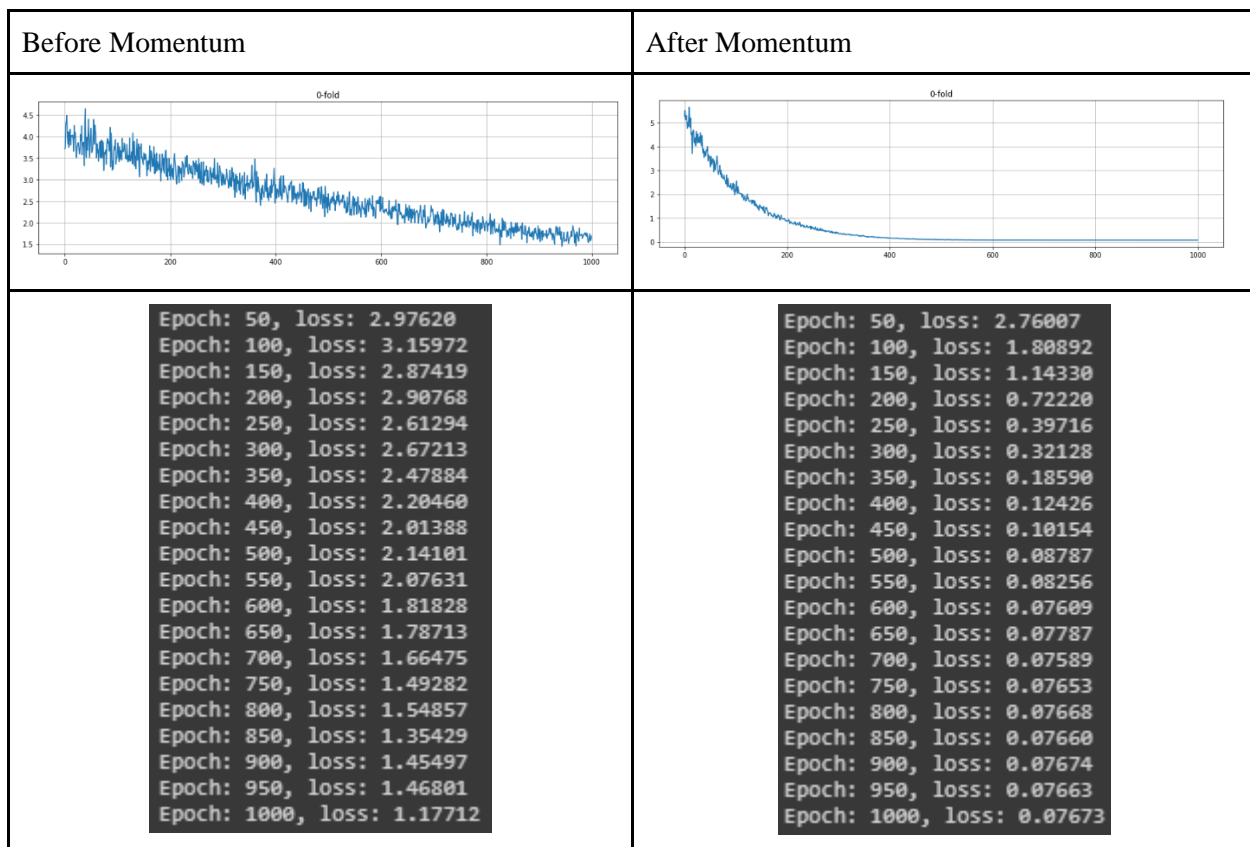 Before Momentum
After Momentum
0-fold
4.5
4.0
3.5
3.0
2.5
2.0
1.5
0
200
400
600
800
1000
0-fold
5
4
3
2
1
0
0
200
400
600
800
1000
Epoch: 50, loss: 2.97620
Epoch: 100, loss: 3.15972
Epoch: 150, loss: 2.87419
Epoch: 200, loss: 2.90768
Epoch: 250, loss: 2.61294
Epoch: 300, loss: 2.67213
Epoch: 350, loss: 2.47884
Epoch: 400, loss: 2.20460
Epoch: 450, loss: 2.01388
Epoch: 500, loss: 2.14101
Epoch: 550, loss: 2.07631
Epoch: 600, loss: 1.81828
Epoch: 650, loss: 1.78713
Epoch: 700, loss: 1.66475
Epoch: 750, loss: 1.49282
Epoch: 800, loss: 1.54857
Epoch: 850, loss: 1.35429
Epoch: 900, loss: 1.45497
Epoch: 950, loss: 1.46801
Epoch: 1000, loss: 1.17712
Epoch: 50, loss: 2.76007
Epoch: 100, loss: 1.80892
Epoch: 150, loss: 1.14330
Epoch: 200, loss: 0.72220
Epoch: 250, loss: 0.39716
Epoch: 300, loss: 0.32128
Epoch: 350, loss: 0.18590
Epoch: 400, loss: 0.12426
Epoch: 450, loss: 0.10154
Epoch: 500, loss: 0.08787
Epoch: 550, loss: 0.08256
Epoch: 600, loss: 0.07609
Epoch: 650, loss: 0.07787
Epoch: 700, loss: 0.07589
Epoch: 750, loss: 0.07653
Epoch: 800, loss: 0.07668
Epoch: 850, loss: 0.07660
Epoch: 900, loss: 0.07674
Epoch: 950, loss: 0.07663
Epoch: 1000, loss: 0.07673